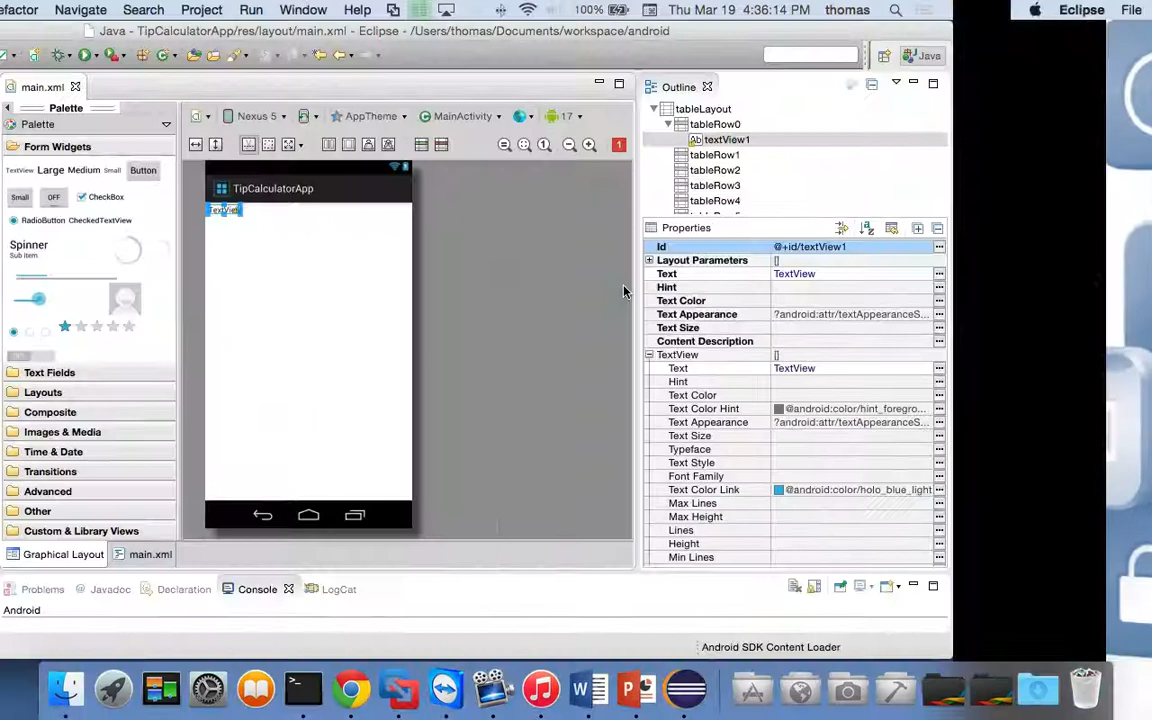 efactor Navigate Search Project Run Window Help 100% Thu Mar 19 4:36:14 PM thomas Eclipse File
Java - TipCalculatorApp/res/layout/main.xml - Eclipse - /Users/thomas/Documents/workspace/android
Java
main.xml
Palette
Palette
Form Widgets
TextView Large Medium Small Button
Small OFF CheckBox
RadioButton CheckedTextView
Spinner
Sub item
Text Fields
Layouts
Composite
Images & Media
Time & Date
Transitions
Advanced
Other
Custom & Library Views
Graphical Layout main.xml
Nexus 5 AppTheme MainActivity 17
1 1
TipCalculatorApp
TextView
Outline
tableLayout
tableRow0
Ab textView1
tableRow1
tableRow2
tableRow3
tableRow4
Properties
Id @+id/textView1
Layout Parameters []
Text TextView
Hint
Text Color
Text Appearance ?android:attr/textAppearanceS...
Text Size
Content Description
TextView []
Text TextView
Hint
Text Color
Text Color Hint @android:color/hint_foregro...
Text Appearance ?android:attr/textAppearanceS...
Text Size
Typeface
Text Style
Font Family
Text Color Link @android:color/holo_blue_light
Max Lines
Max Height
Lines
Height
Min Lines
Problems @ Javadoc Declaration Console LogCat
Android
Android SDK Content Loader